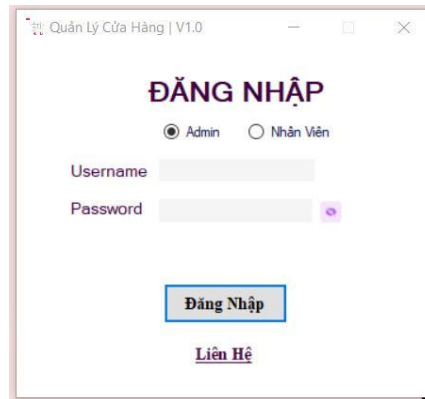 Quản Lý Cửa Hàng | V1.0
ĐĂNG NHẬP
Admin Nhân Viên
Username
Password
Đăng Nhập
Liên Hệ